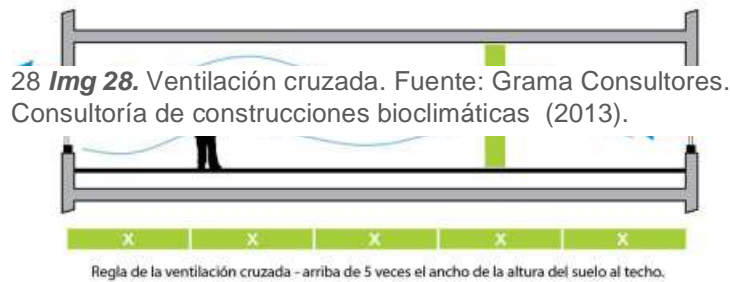 28 Img 28. Ventilación cruzada. Fuente: Grama Consultores.
Consultoría de construcciones bioclimáticas (2013).
X X X X X
Regla de la ventilación cruzada - arriba de 5 veces el ancho de la altura del suelo al techo.